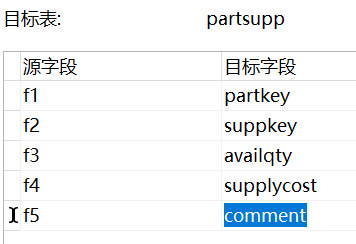 目标表: partsupp
源字段 目标字段
f1 partkey
f2 suppkey
f3 availqty
f4 supplycost
f5 comment